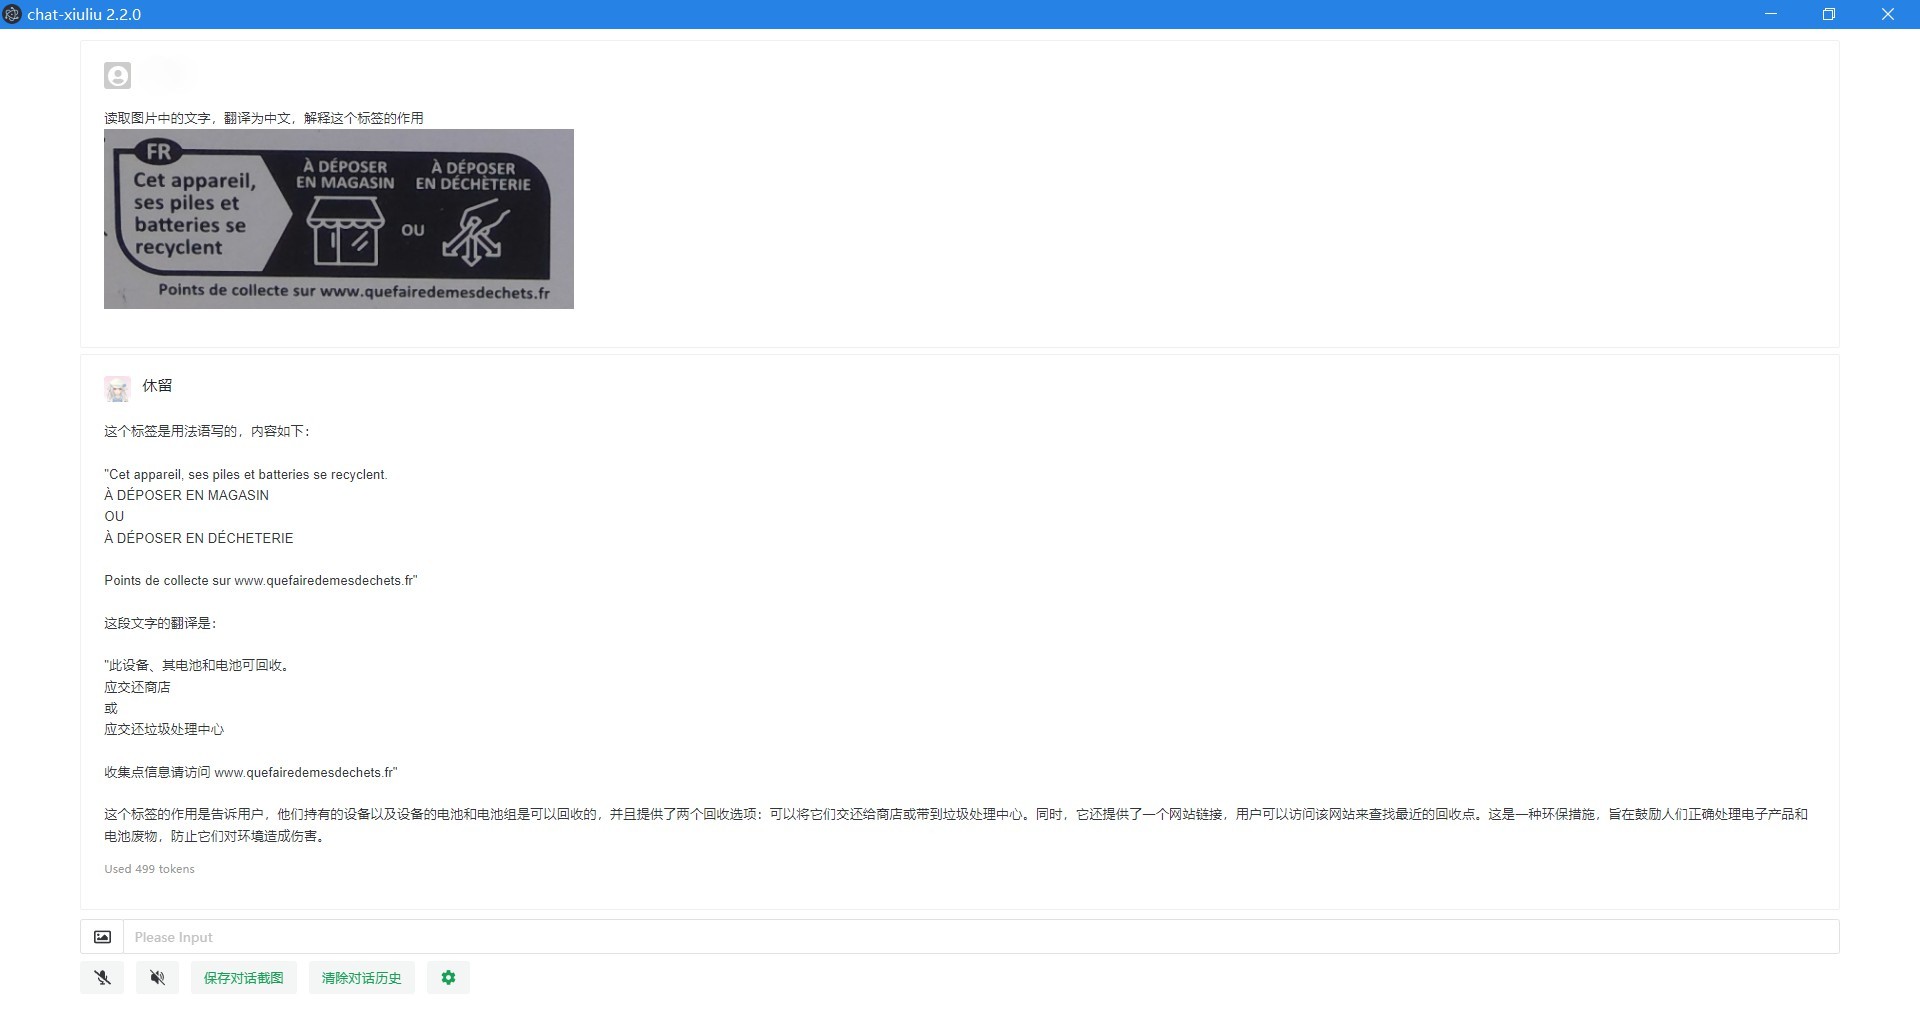 chat-xiuliu 2.2.0
读取图片中的文字，翻译为中文，解释这个标签的作用
FR
Cet appareil,
ses piles et
batteries se
recyclent
À DÉPOSER
EN MAGASIN
OU
À DÉPOSER
EN DÉCHÈTERIE
Points de collecte sur www.quefairedemesdechets.fr
休留
这个标签是用法语写的，内容如下：
"Cet appareil, ses piles et batteries se recyclent.
À DÉPOSER EN MAGASIN
OU
À DÉPOSER EN DÉCHETERIE
Points de collecte sur www.quefairedemesdechets.fr"
这段文字的翻译是：
"此设备、其电池和电池可回收。
应交还商店
或
应交还垃圾处理中心
收集点信息请访问 www.quefairedemesdechets.fr"
这个标签的作用是告诉用户，他们持有的设备以及设备的电池和电池组是可以回收的，并且提供了两个回收选项：可以将它们交还给商店或带到垃圾处理中心。同时，它还提供了一个网站链接，用户可以访问该网站来查找最近的回收点。这是一种环保措施，旨在鼓励人们正确处理电子产品和
电池废物，防止它们对环境造成伤害。
Used 499 tokens
Please Input
保存对话截图
清除对话历史